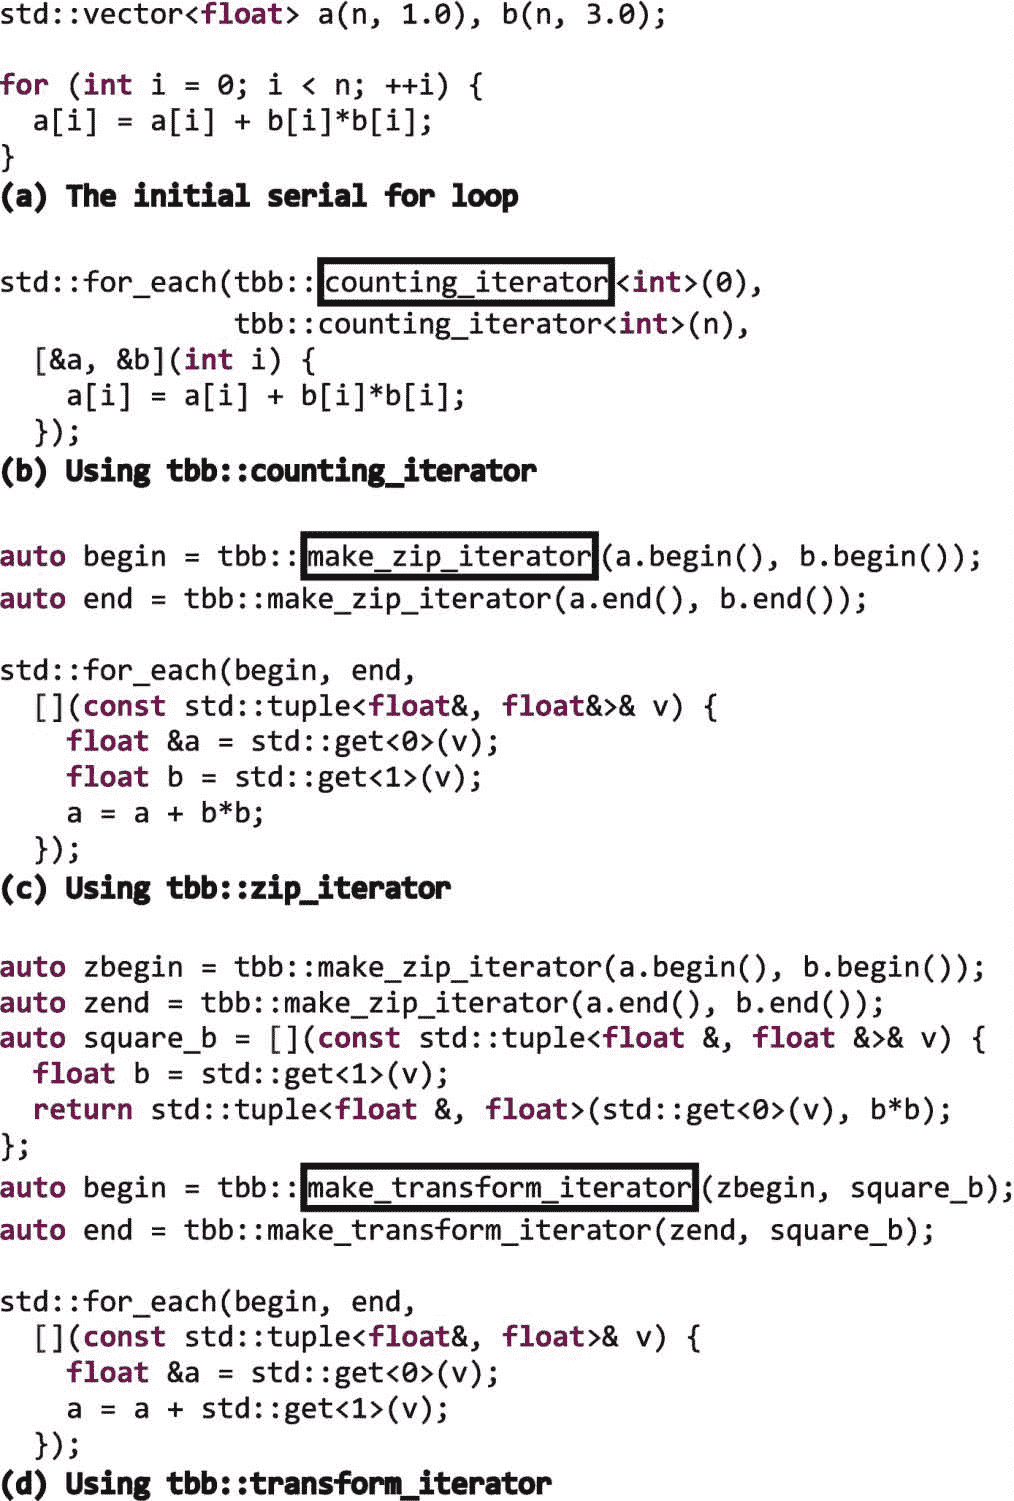 std::vector<float> a(n, 1.0), b(n, 3.0);
for (int i = 0; i < n; ++i) {
  a[i] = a[i] + b[i]*b[i];
}
(a) The initial serial for loop
std::for_each(tbb::counting_iterator<int>(0),
              tbb::counting_iterator<int>(n),
  [&a, &b](int i) {
    a[i] = a[i] + b[i]*b[i];
  });
(b) Using tbb::counting_iterator
auto begin = tbb::make_zip_iterator(a.begin(), b.begin());
auto end = tbb::make_zip_iterator(a.end(), b.end());
std::for_each(begin, end,
  [](const std::tuple<float&, float&>& v) {
    float &a = std::get<0>(v);
    float b = std::get<1>(v);
    a = a + b*b;
  });
(c) Using tbb::zip_iterator
auto zbegin = tbb::make_zip_iterator(a.begin(), b.begin());
auto zend = tbb::make_zip_iterator(a.end(), b.end());
auto square_b = [](const std::tuple<float &, float &>& v) {
  float b = std::get<1>(v);
  return std::tuple<float &, float>(std::get<0>(v), b*b);
};
auto begin = tbb::make_transform_iterator(zbegin, square_b);
auto end = tbb::make_transform_iterator(zend, square_b);
std::for_each(begin, end,
  [](const std::tuple<float&, float>& v) {
    float &a = std::get<0>(v);
    a = a + std::get<1>(v);
  });
(d) Using tbb::transform_iterator